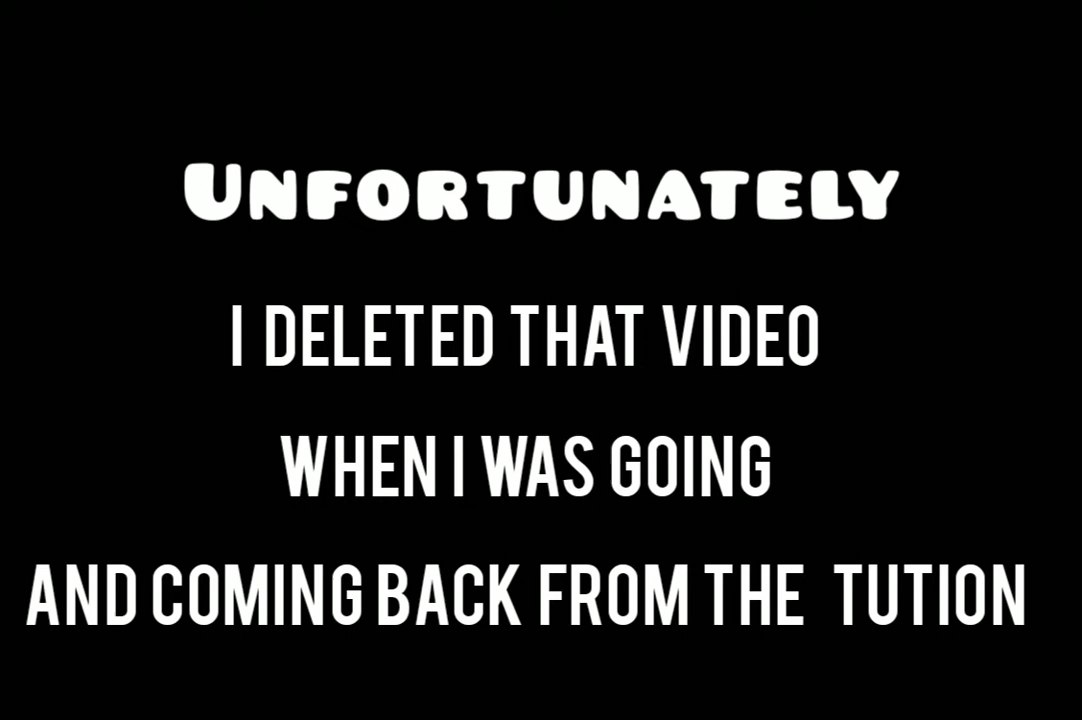 UNFORTUNATELY
I DELETED THAT VIDEO
WHEN I WAS GOING
AND COMING BACK FROM THE TUTION